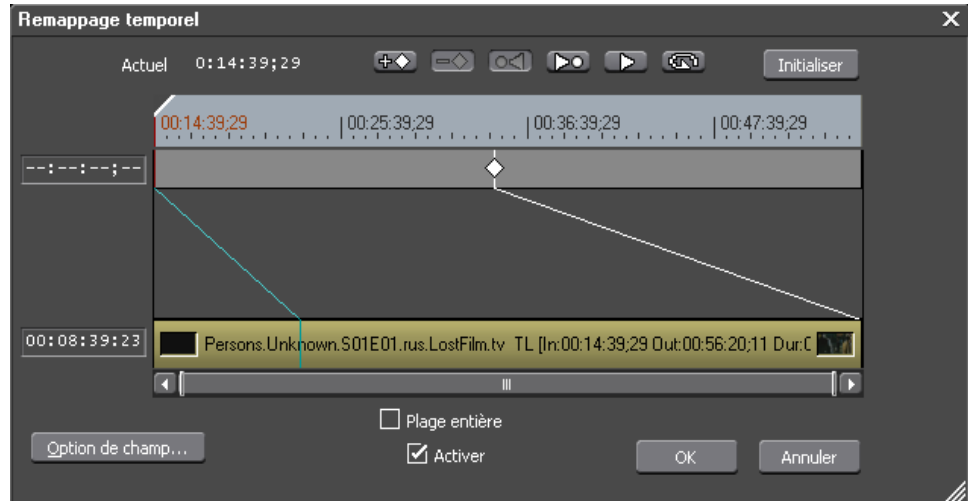 Remappage temporel
Actuel 0:14:39;29 Initialiser
00:14:39;29 00:25:39;29 00:36:39;29 00:47:39;29
--:--:--;--
00:08:39:23 Persons.Unknown.S01E01.rus.LostFilm.tv TL [In:00:14:39;29 Out:00:56:20;11 Dur:0
Plage entière
Option de champ... Activer OK Annuler